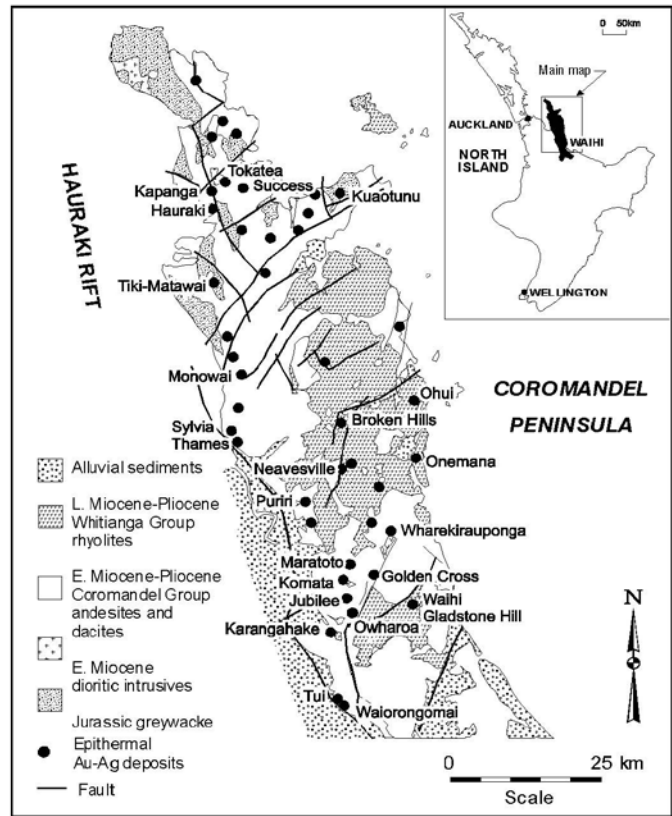 0 50km
Main map
AUCKLAND
WAIHI
NORTH
ISLAND
WELLINGTON
HAURAKI RIFT
Tokatea
Success
Kapanga
Hauraki
Kuaotunu
Tiki-Matawai
Monowai
Ohui
COROMANDEL
PENINSULA
Broken Hills
Sylvia
Thames
Neavesville
Onemana
Puriri
Wharekirauponga
Maratoto
Golden Cross
Komata
Jubilee
Waihi
Gladstone Hill
Owharoa
Karangahake
Tui
Waiorongomai
Alluvial sediments
L. Miocene-Pliocene
Whitianga Group
rhyolites
E. Miocene-Pliocene
Coromandel Group
andesites and
dacites
E. Miocene
dioritic intrusives
Jurassic greywacke
Epithermal
Au-Ag deposits
Fault
N
0 25 km
Scale